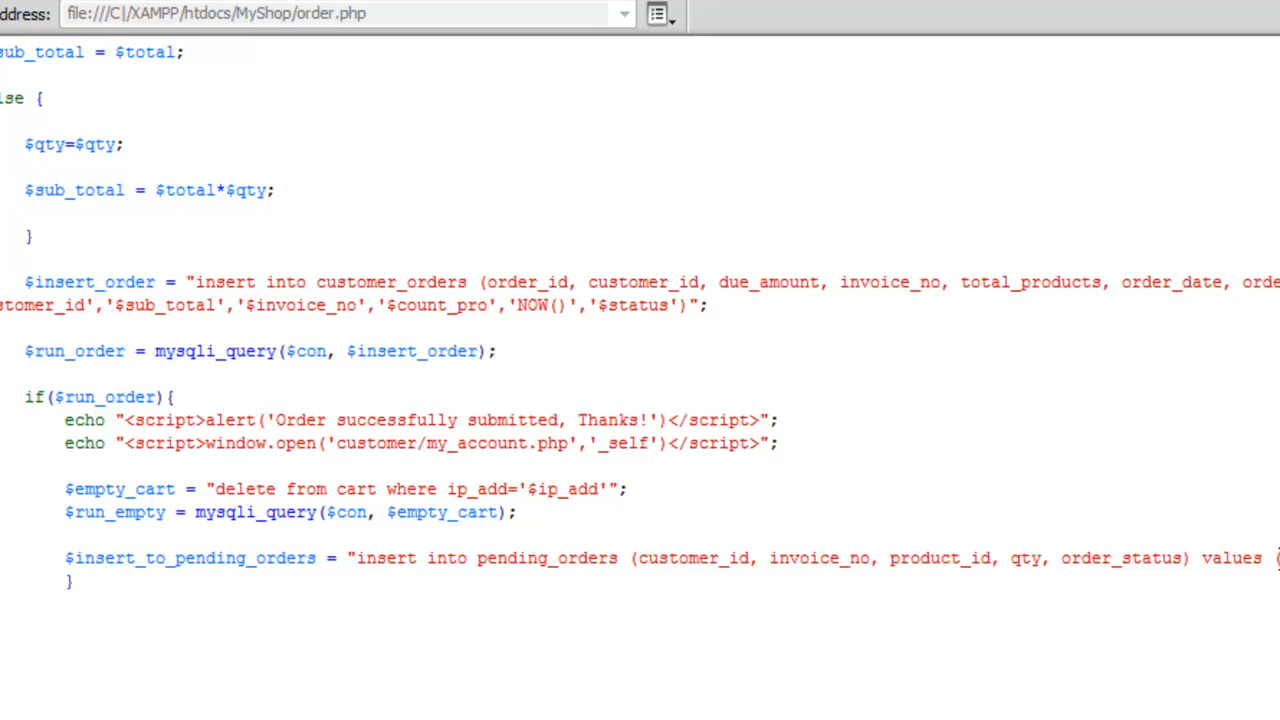 ddress: file:///C|/XAMPP/htdocs/MyShop/order.php
sub_total = $total;
lse {
$qty=$qty;
$sub_total = $total*$qty;
}
$insert_order = "insert into customer_orders (order_id, customer_id, due_amount, invoice_no, total_products, order_date, orde
stomer_id','$sub_total','$invoice_no','$count_pro','NOW()','$status')";
$run_order = mysqli_query($con, $insert_order);
if($run_order){
echo "<script>alert('Order successfully submitted, Thanks!')</script>";
echo "<script>window.open('customer/my_account.php','_self')</script>";
$empty_cart = "delete from cart where ip_add='$ip_add'";
$run_empty = mysqli_query($con, $empty_cart);
$insert_to_pending_orders = "insert into pending_orders (customer_id, invoice_no, product_id, qty, order_status) values (
}